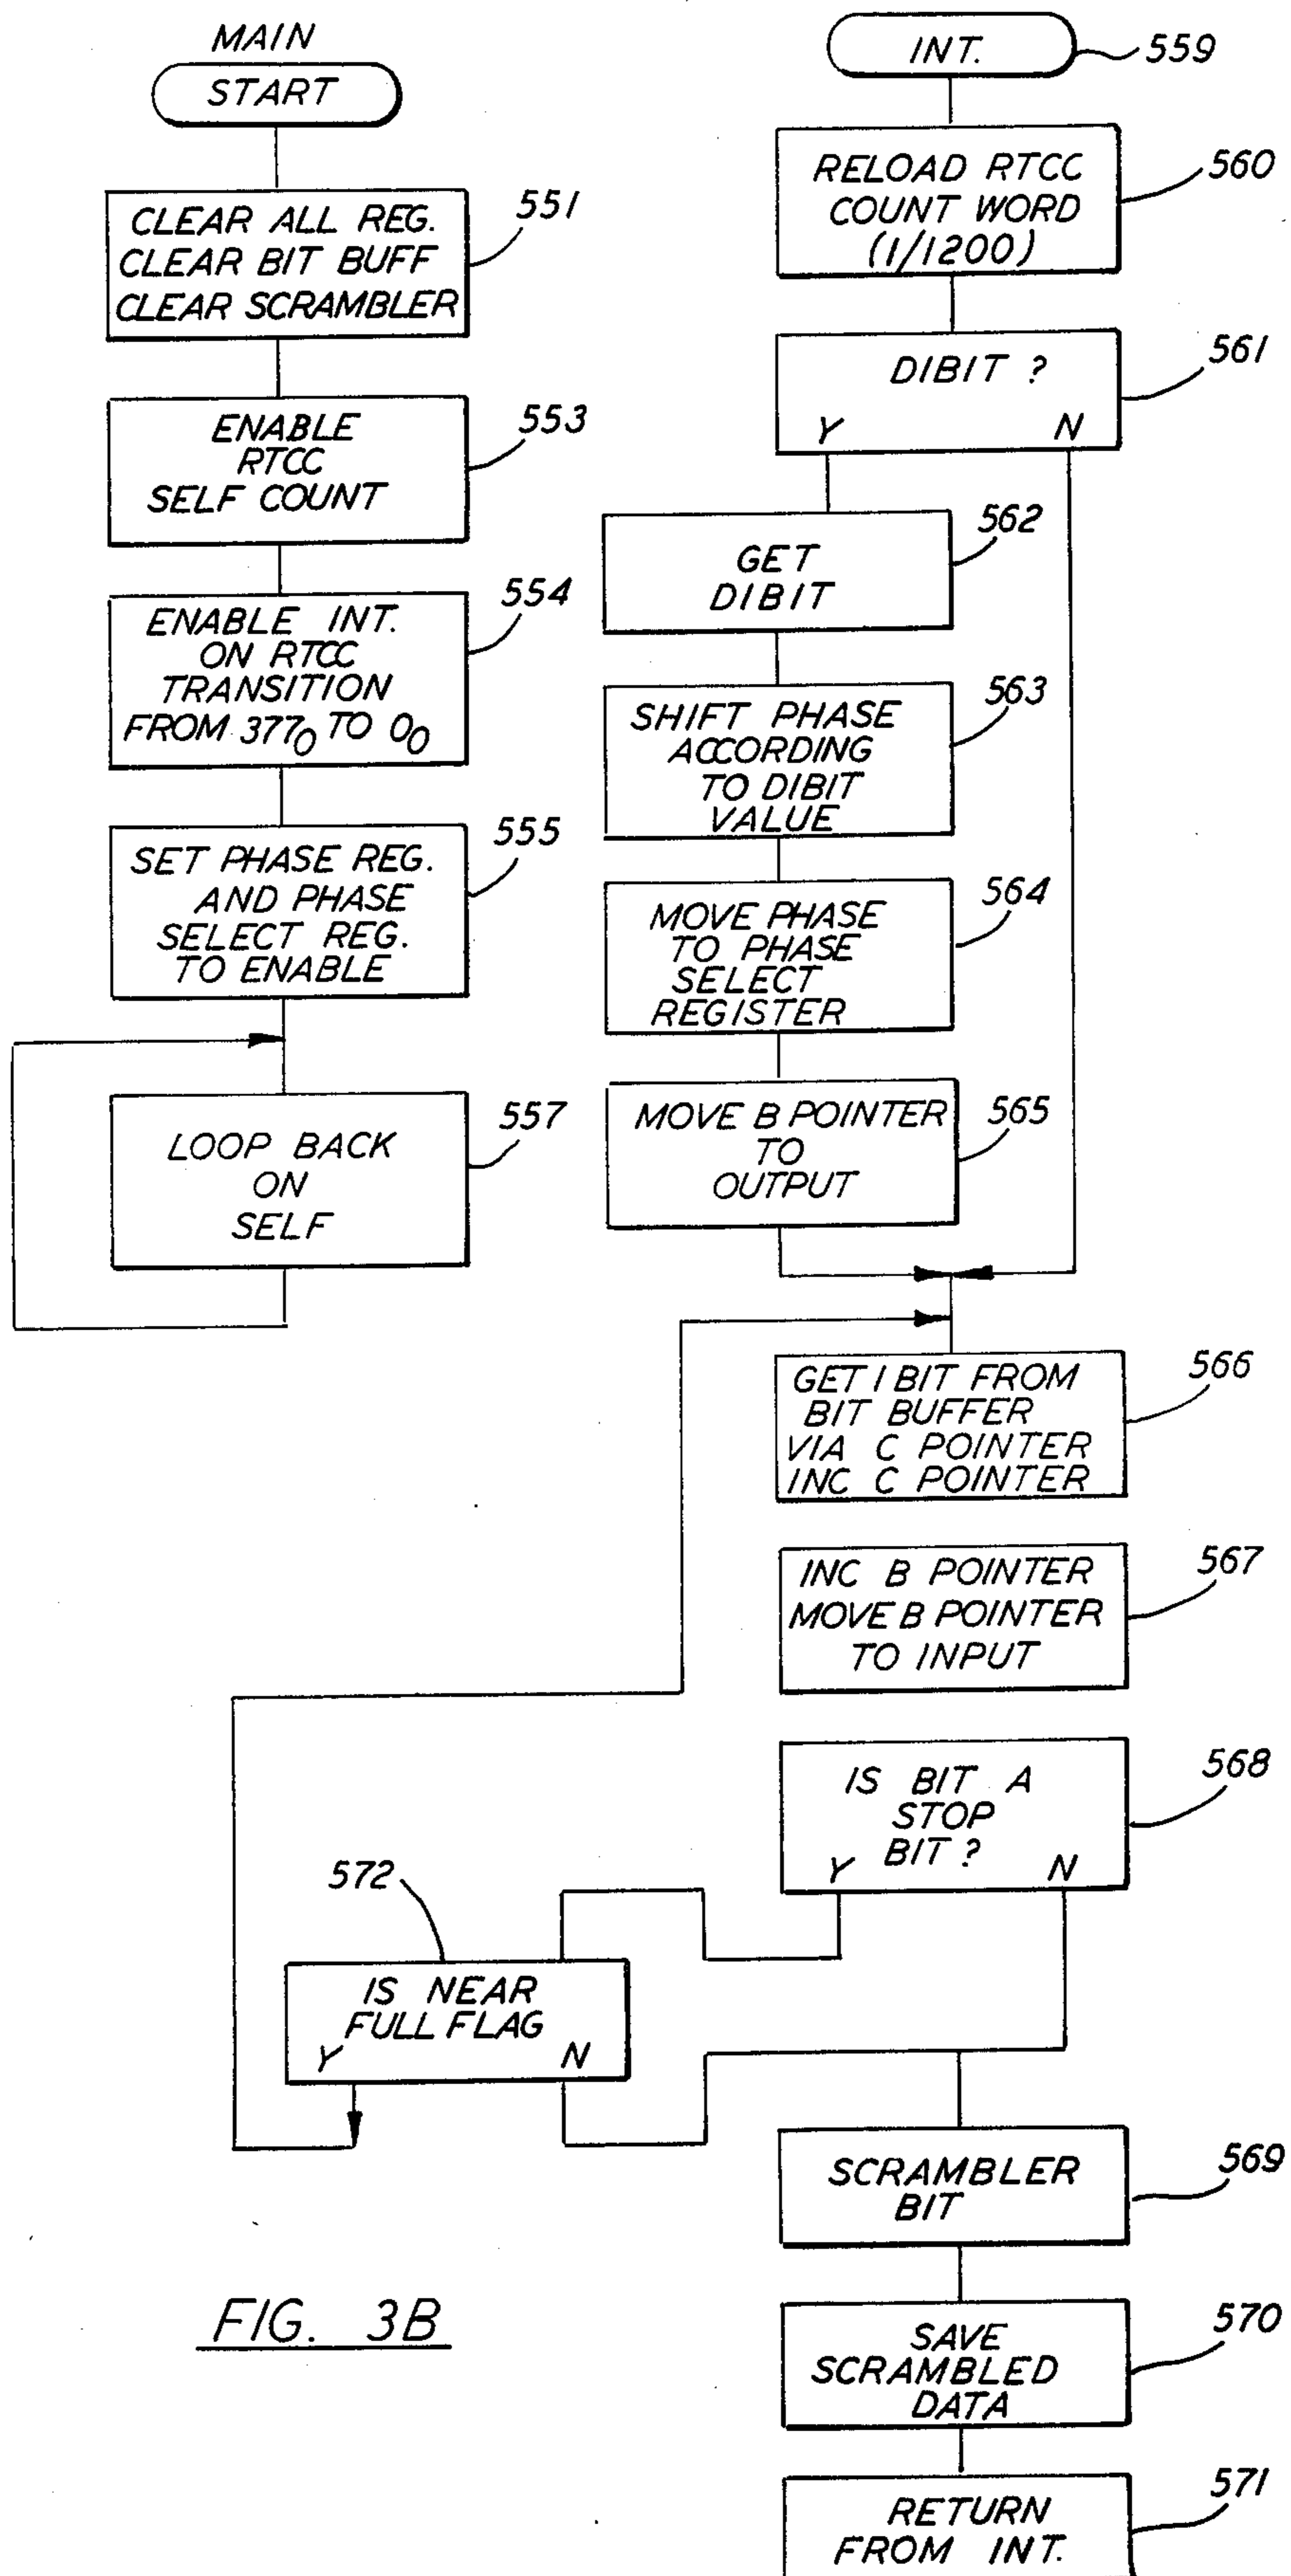 MAIN
START
CLEAR ALL REG.
CLEAR BIT BUFF
CLEAR SCRAMBLER
551
ENABLE
RTCC
SELF COUNT
553
ENABLE INT.
ON RTCC
TRANSITION
FROM 377O TO OO
554
SET PHASE REG.
AND PHASE
SELECT REG.
TO ENABLE
555
LOOP BACK
ON
SELF
557
INT.
559
RELOAD RTCC
COUNT WORD
(1/1200)
560
DIBIT ?
Y N
561
GET
DIBIT
562
SHIFT PHASE
ACCORDING
TO DIBIT
VALUE
563
MOVE PHASE
TO PHASE
SELECT
REGISTER
564
MOVE B POINTER
TO
OUTPUT
565
GET 1 BIT FROM
BIT BUFFER
VIA C POINTER
INC C POINTER
566
INC B POINTER
MOVE B POINTER
TO INPUT
567
IS BIT A
STOP
BIT?
Y N
568
572
IS NEAR
FULL FLAG
Y N
SCRAMBLER
BIT
569
SAVE
SCRAMBLED
DATA
570
RETURN
FROM INT.
571
FIG. 3B